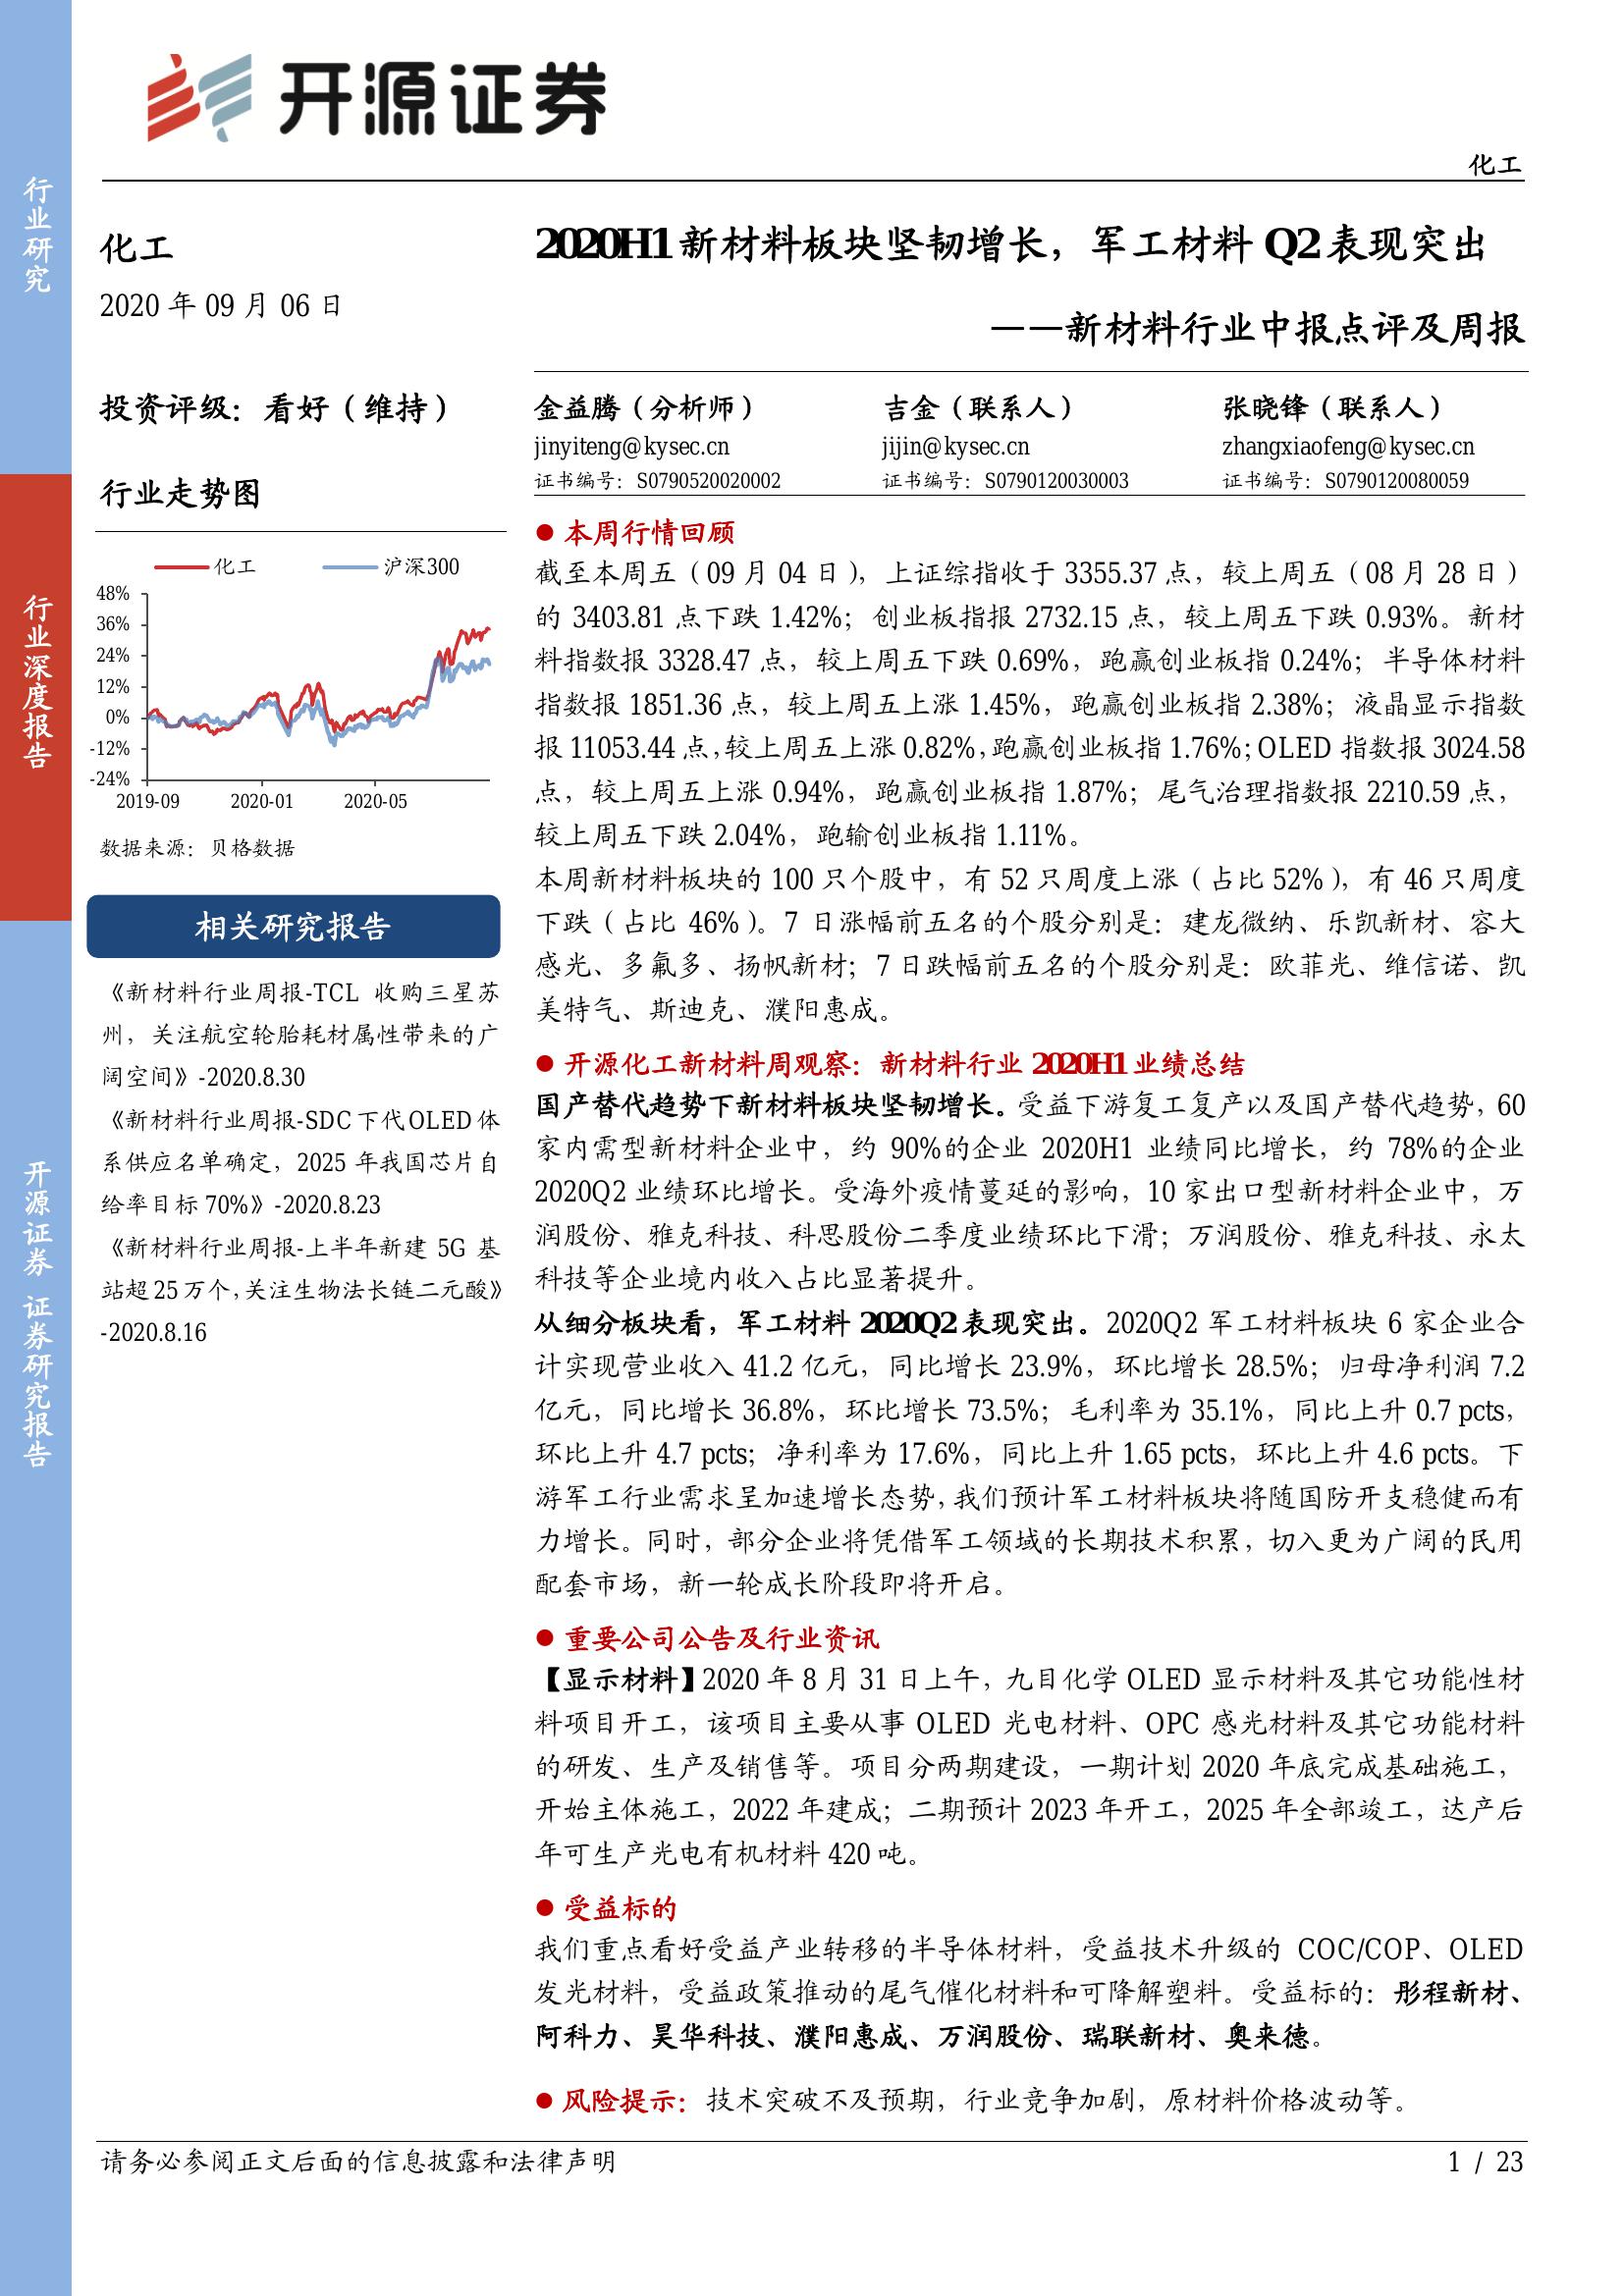 开源证券
化工
行业研究
行业深度报告
开源证券 证券研究报告
化工
2020 年 09 月 06 日
投资评级：看好（维持）
行业走势图
化工 沪深300
48%
36%
24%
12%
0%
-12%
-24%
2019-09 2020-01 2020-05
数据来源：贝格数据
相关研究报告
《新材料行业周报-TCL 收购三星苏
州，关注航空轮胎耗材属性带来的广
阔空间》-2020.8.30
《新材料行业周报-SDC 下代 OLED 体
系供应名单确定，2025 年我国芯片自
给率目标 70%》-2020.8.23
《新材料行业周报-上半年新建 5G 基
站超 25 万个，关注生物法长链二元酸》
-2020.8.16
2020H1 新材料板块坚韧增长，军工材料 Q2 表现突出
——新材料行业中报点评及周报
金益腾（分析师） 吉金（联系人） 张晓锋（联系人）
jinyiteng@kysec.cn jijin@kysec.cn zhangxiaofeng@kysec.cn
证书编号：S0790520020002 证书编号：S0790120030003 证书编号：S0790120080059
● 本周行情回顾
截至本周五（09 月 04 日），上证综指收于 3355.37 点，较上周五（08 月 28 日）
的 3403.81 点下跌 1.42%；创业板指报 2732.15 点，较上周五下跌 0.93%。新材
料指数报 3328.47 点，较上周五下跌 0.69%，跑赢创业板指 0.24%；半导体材料
指数报 1851.36 点，较上周五上涨 1.45%，跑赢创业板指 2.38%；液晶显示指数
报 11053.44 点，较上周五上涨 0.82%，跑赢创业板指 1.76%；OLED 指数报 3024.58
点，较上周五上涨 0.94%，跑赢创业板指 1.87%；尾气治理指数报 2210.59 点，
较上周五下跌 2.04%，跑输创业板指 1.11%。
本周新材料板块的 100 只个股中，有 52 只周度上涨（占比 52%），有 46 只周度
下跌（占比 46%）。7 日涨幅前五名的个股分别是：建龙微纳、乐凯新材、容大
感光、多氟多、扬帆新材；7 日跌幅前五名的个股分别是：欧菲光、维信诺、凯
美特气、斯迪克、濮阳惠成。
● 开源化工新材料周观察：新材料行业 2020H1 业绩总结
国产替代趋势下新材料板块坚韧增长。受益下游复工复产以及国产替代趋势，60
家内需型新材料企业中，约 90%的企业 2020H1 业绩同比增长，约 78%的企业
2020Q2 业绩环比增长。受海外疫情蔓延的影响，10 家出口型新材料企业中，万
润股份、雅克科技、科思股份二季度业绩环比下滑；万润股份、雅克科技、永太
科技等企业境内收入占比显著提升。
从细分板块看，军工材料 2020Q2 表现突出。2020Q2 军工材料板块 6 家企业合
计实现营业收入 41.2 亿元，同比增长 23.9%，环比增长 28.5%；归母净利润 7.2
亿元，同比增长 36.8%，环比增长 73.5%；毛利率为 35.1%，同比上升 0.7 pcts，
环比上升 4.7 pcts；净利率为 17.6%，同比上升 1.65 pcts，环比上升 4.6 pcts。下
游军工行业需求呈加速增长态势，我们预计军工材料板块将随国防开支稳健而有
力增长。同时，部分企业将凭借军工领域的长期技术积累，切入更为广阔的民用
配套市场，新一轮成长阶段即将开启。
● 重要公司公告及行业资讯
【显示材料】2020 年 8 月 31 日上午，九目化学 OLED 显示材料及其它功能性材
料项目开工，该项目主要从事 OLED 光电材料、OPC 感光材料及其它功能材料
的研发、生产及销售等。项目分两期建设，一期计划 2020 年底完成基础施工，
开始主体施工，2022 年建成；二期预计 2023 年开工，2025 年全部竣工，达产后
年可生产光电有机材料 420 吨。
● 受益标的
我们重点看好受益产业转移的半导体材料，受益技术升级的 COC/COP、OLED
发光材料，受益政策推动的尾气催化材料和可降解塑料。受益标的：彤程新材、
阿科力、昊华科技、濮阳惠成、万润股份、瑞联新材、奥来德。
● 风险提示：技术突破不及预期，行业竞争加剧，原材料价格波动等。
请务必参阅正文后面的信息披露和法律声明 1 / 23